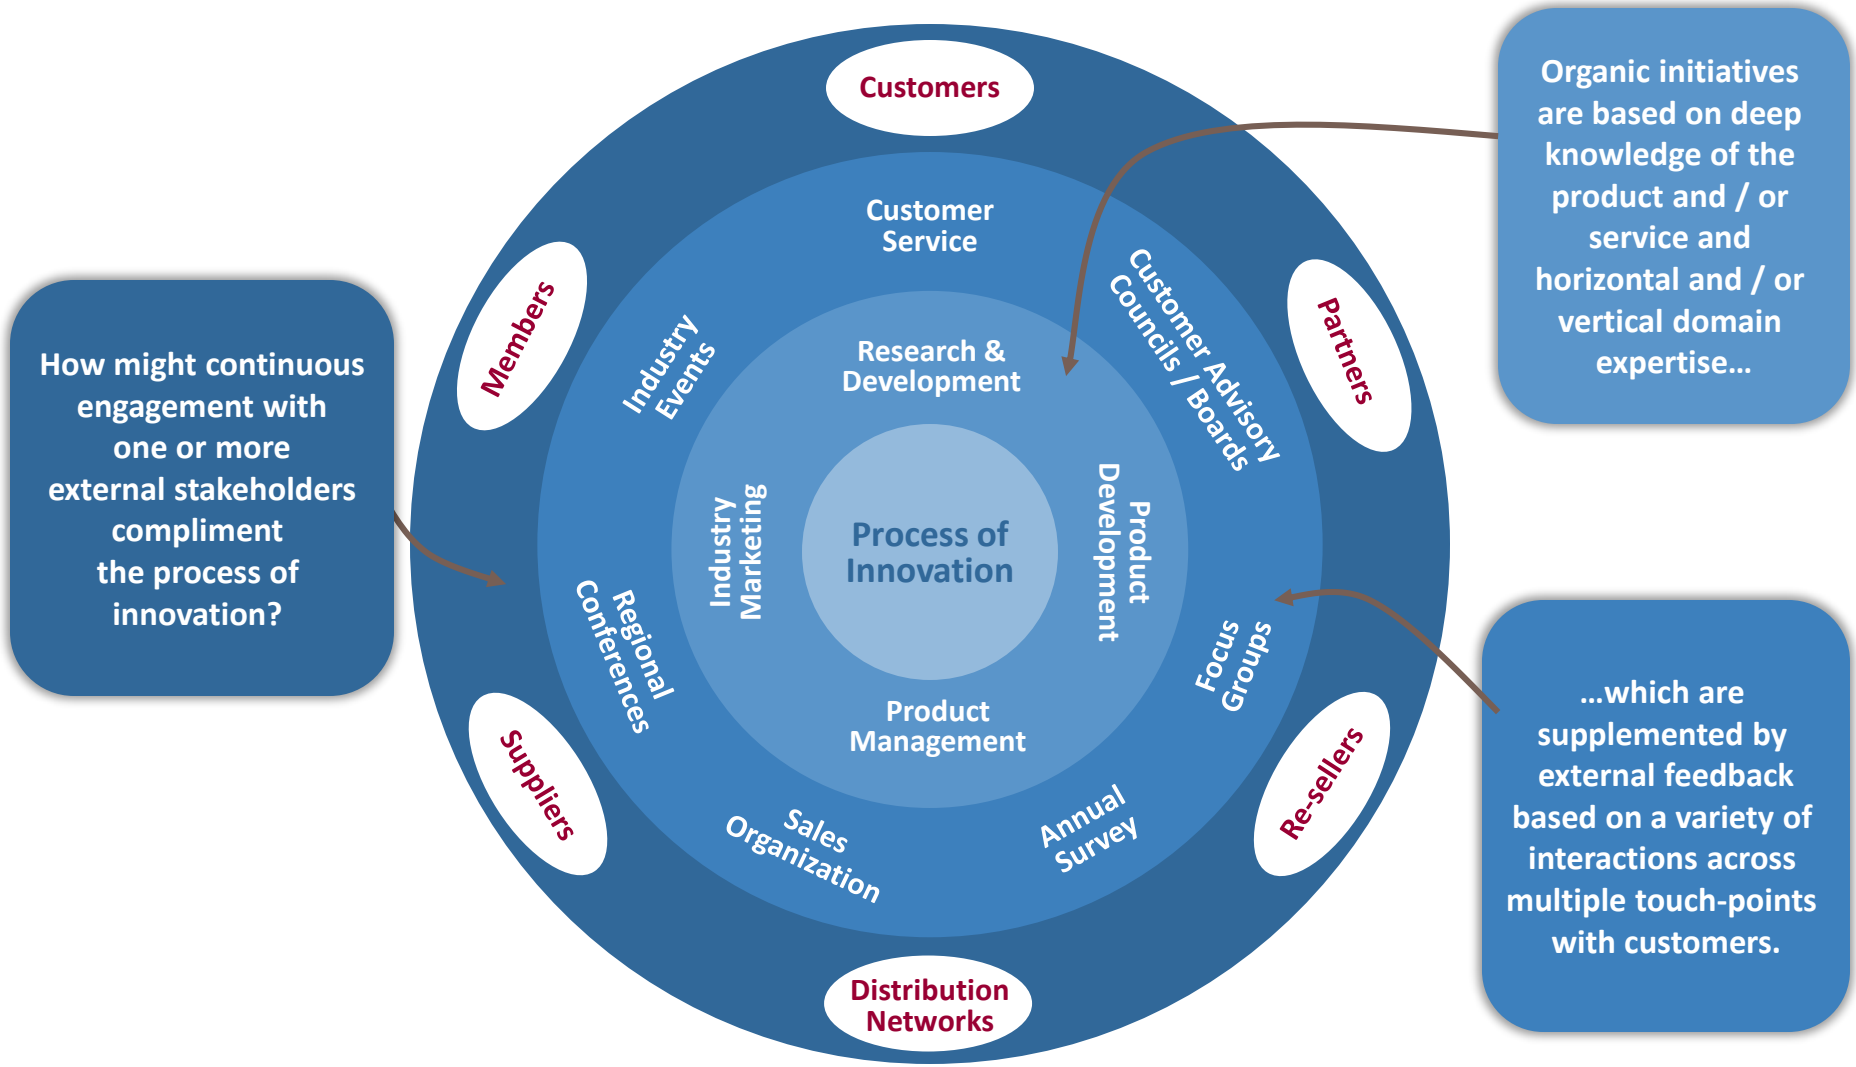 Customers
Organic initiatives
are based on deep
knowledge of the
product and / or
service and
horizontal and / or
vertical domain
expertise…
Customer
Service
Customer Advisory
Councils / Boards
Members
Partners
Industry
Events
Research &
Development
How might continuous
engagement with
one or more
external stakeholders
compliment
the process of
innovation?
Industry
Marketing
Process of
Innovation
Product
Development
Regional
Conferences
Focus
Groups
Product
Management
Suppliers
Re-sellers
Sales
Organization
Annual
Survey
…which are
supplemented by
external feedback
based on a variety of
interactions across
multiple touch-points
with customers.
Distribution
Networks